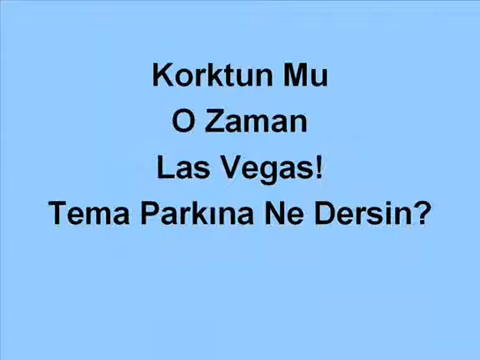 Korktun Mu
O Zaman
Las Vegas!
Tema Parkına Ne Dersin?